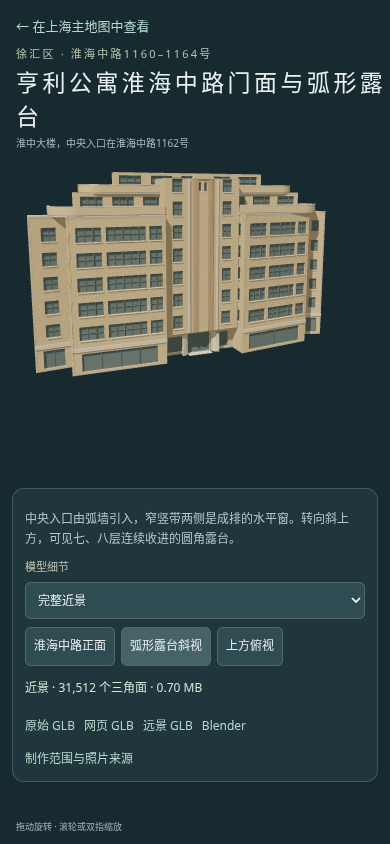 ← 在上海主地图中查看
徐汇区 · 淮海中路1160–1164号
亨利公寓淮海中路门面与弧形露
台
淮中大楼，中央入口在淮海中路1162号
中央入口由弧墙引入，窄竖带两侧是成排的水平窗。转向斜上
方，可见七、八层连续收进的圆角露台。
模型细节
完整近景
淮海中路正面 弧形露台斜视 上方俯视
近景 · 31,512 个三角面 · 0.70 MB
原始 GLB 网页 GLB 远景 GLB Blender
制作范围与照片来源
拖动旋转 · 滚轮或双指缩放